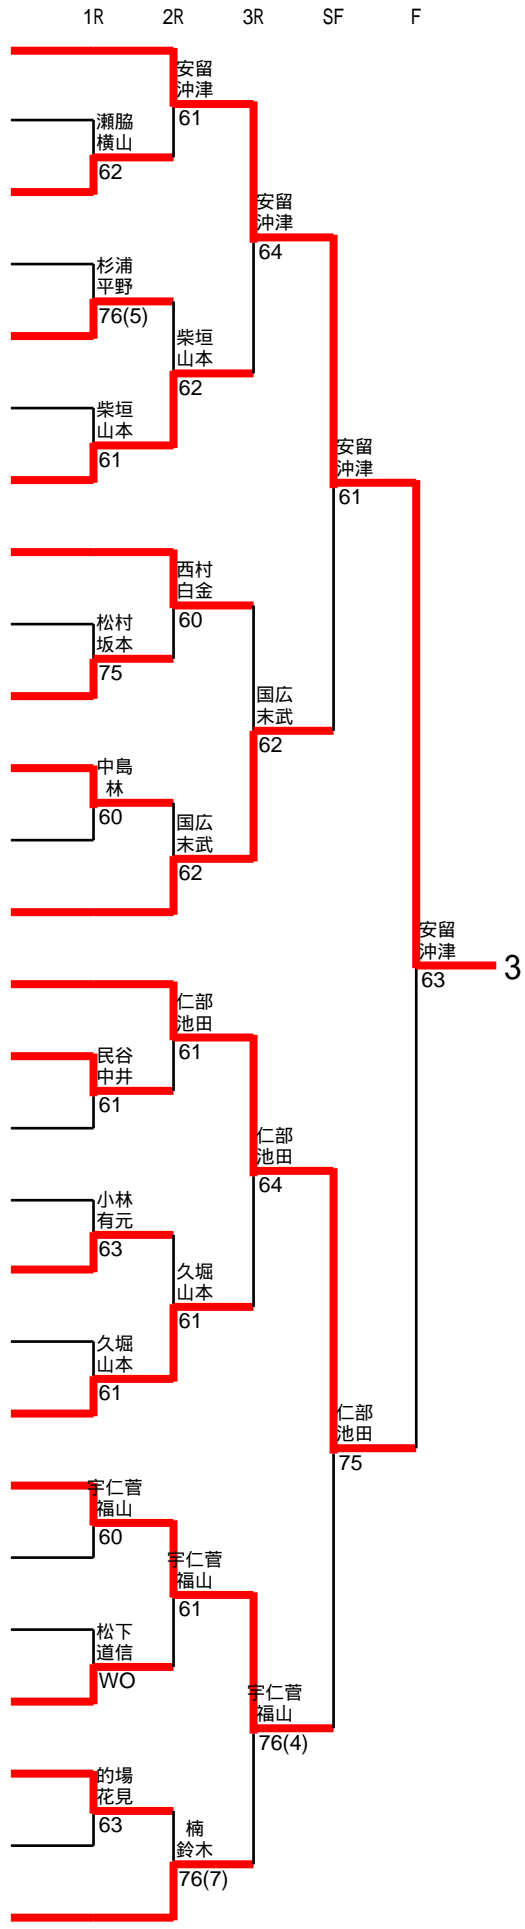 1R 2R 3R SF F
安留
沖津
61
瀬脇
横山
62
安留
沖津
64
杉浦
平野
76(5)
柴垣
山本
62
柴垣
山本
61
安留
沖津
61
西村
白金
60
松村
坂本
75
国広
末武
62
中島
林
60
国広
末武
62
安留
沖津
63
3
仁部
池田
61
民谷
中井
61
仁部
池田
64
小林
有元
63
久堀
山本
61
久堀
山本
61
仁部
池田
75
宇仁菅
福山
60
宇仁菅
福山
61
松下
道信
WO
宇仁菅
福山
76(4)
的場
花見
63
楠
鈴木
76(7)